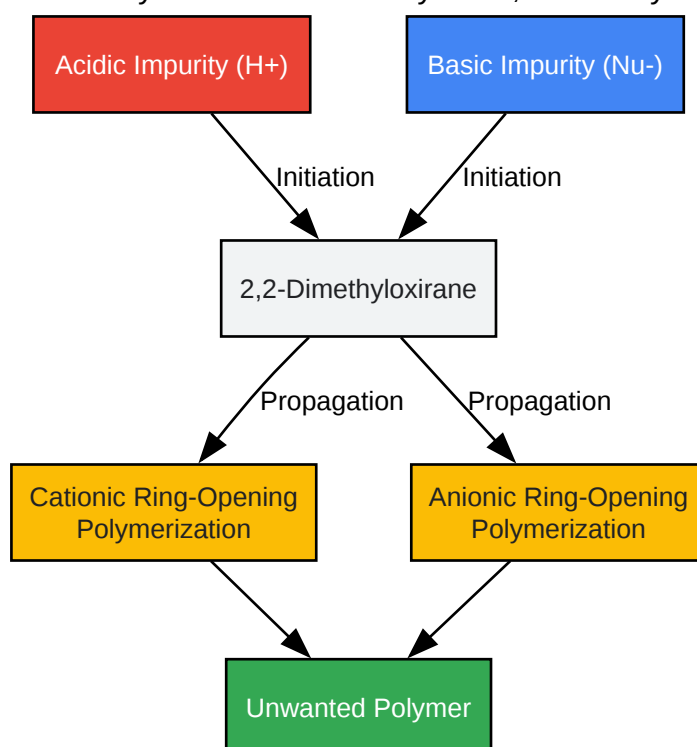 Acidic Impurity (H+)
Basic Impurity (Nu-)
Initiation
Initiation
2,2-Dimethyloxirane
Propagation
Propagation
Cationic Ring-Opening
Polymerization
Anionic Ring-Opening
Polymerization
Unwanted Polymer